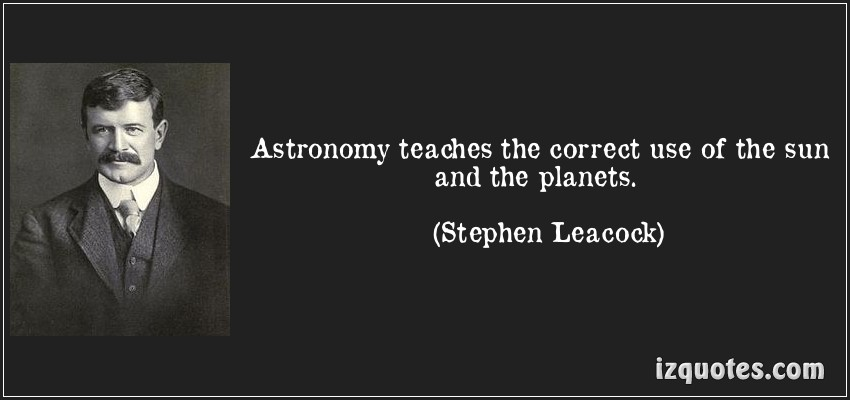 Astronomy teaches the correct use of the sun
and the planets.
(Stephen Leacock)
izquotes.com